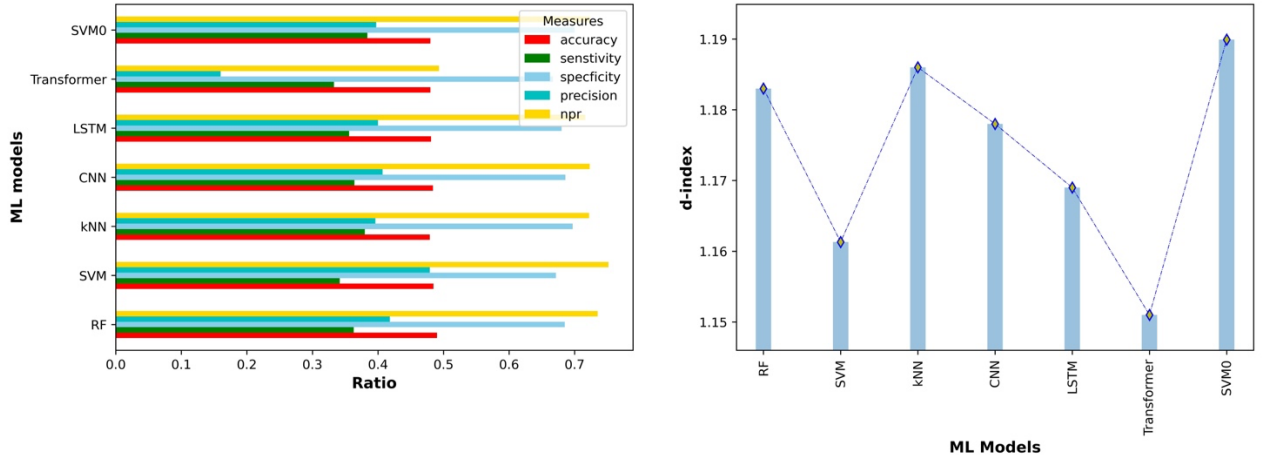 SVM0
Transformer
LSTM
CNN
kNN
SVM
RF
ML models
0.0 0.1 0.2 0.3 0.4 0.5 0.6 0.7
Ratio
Measures
accuracy
senstivity
specficity
precision
npr
1.19
1.18
1.17
1.16
1.15
d-index
RF
SVM
kNN
CNN
LSTM
Transformer
SVM0
ML Models